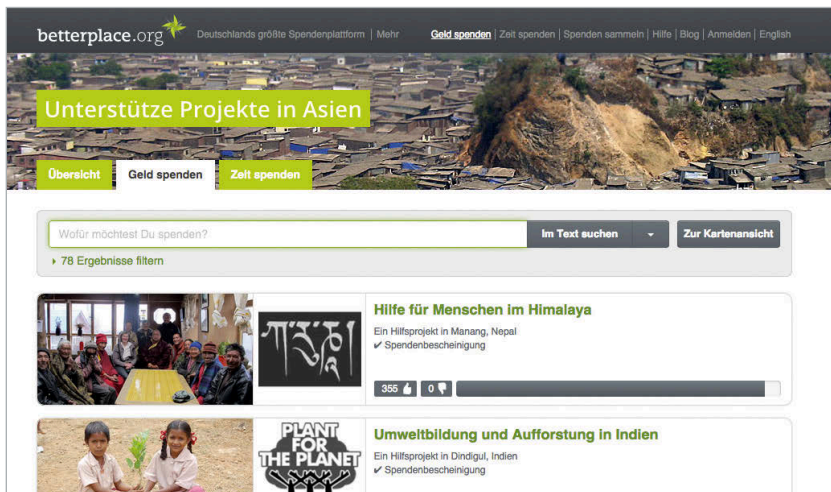 betterplace.org
Deutschlands größte Spendenplattform | Mehr
Geld spenden | Zeit spenden | Spenden sammeln | Hilfe | Blog | Anmelden | English
Unterstütze Projekte in Asien
Übersicht
Geld spenden
Zeit spenden
Wofür möchtest Du spenden?
Im Text suchen
Zur Kartenansicht
78 Ergebnisse filtern
Hilfe für Menschen im Himalaya
Ein Hilfsprojekt in Manang, Nepal
✔ Spendenbescheinigung
355
0
PLANT
FOR
THE PLANET
Umweltbildung und Aufforstung in Indien
Ein Hilfsprojekt in Dindigul, Indien
✔ Spendenbescheinigung